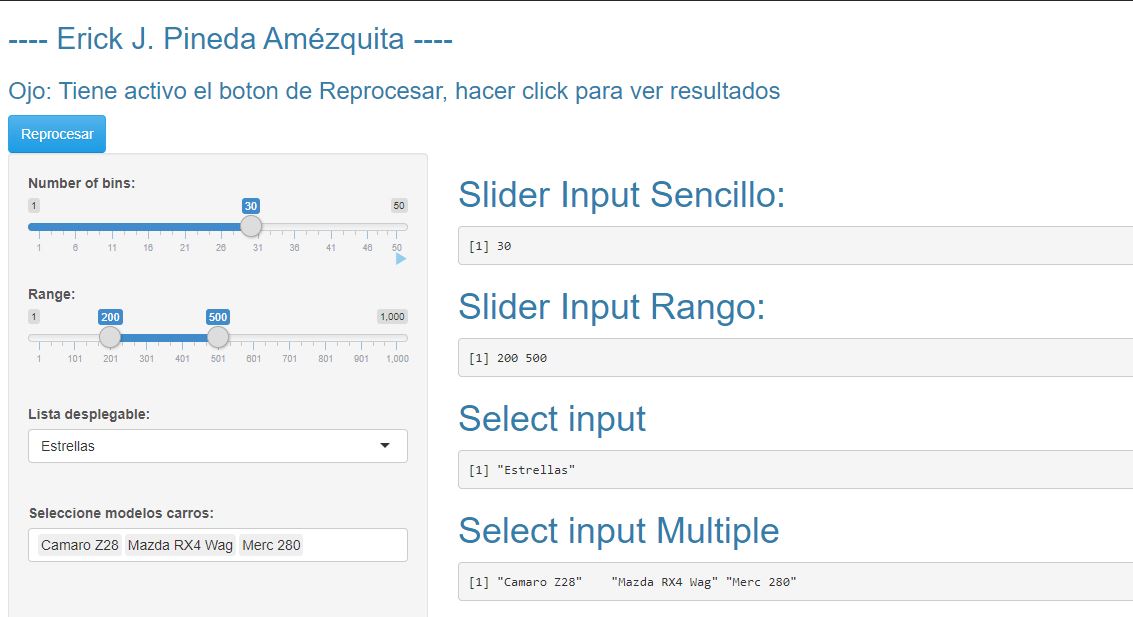 ---- Erick J. Pineda Amézquita ----
Ojo: Tiene activo el boton de Reprocesar, hacer click para ver resultados
Reprocesar
Number of bins:
1 30 50
1 6 11 16 21 26 31 36 41 46 50
Range:
1 200 500 1,000
1 101 201 301 401 501 601 701 801 901 1,000
Lista desplegable:
Estrellas
Seleccione modelos carros:
Camaro Z28 Mazda RX4 Wag Merc 280
Slider Input Sencillo:
[1] 30
Slider Input Rango:
[1] 200 500
Select input
[1] "Estrellas"
Select input Multiple
[1] "Camaro Z28" "Mazda RX4 Wag" "Merc 280"